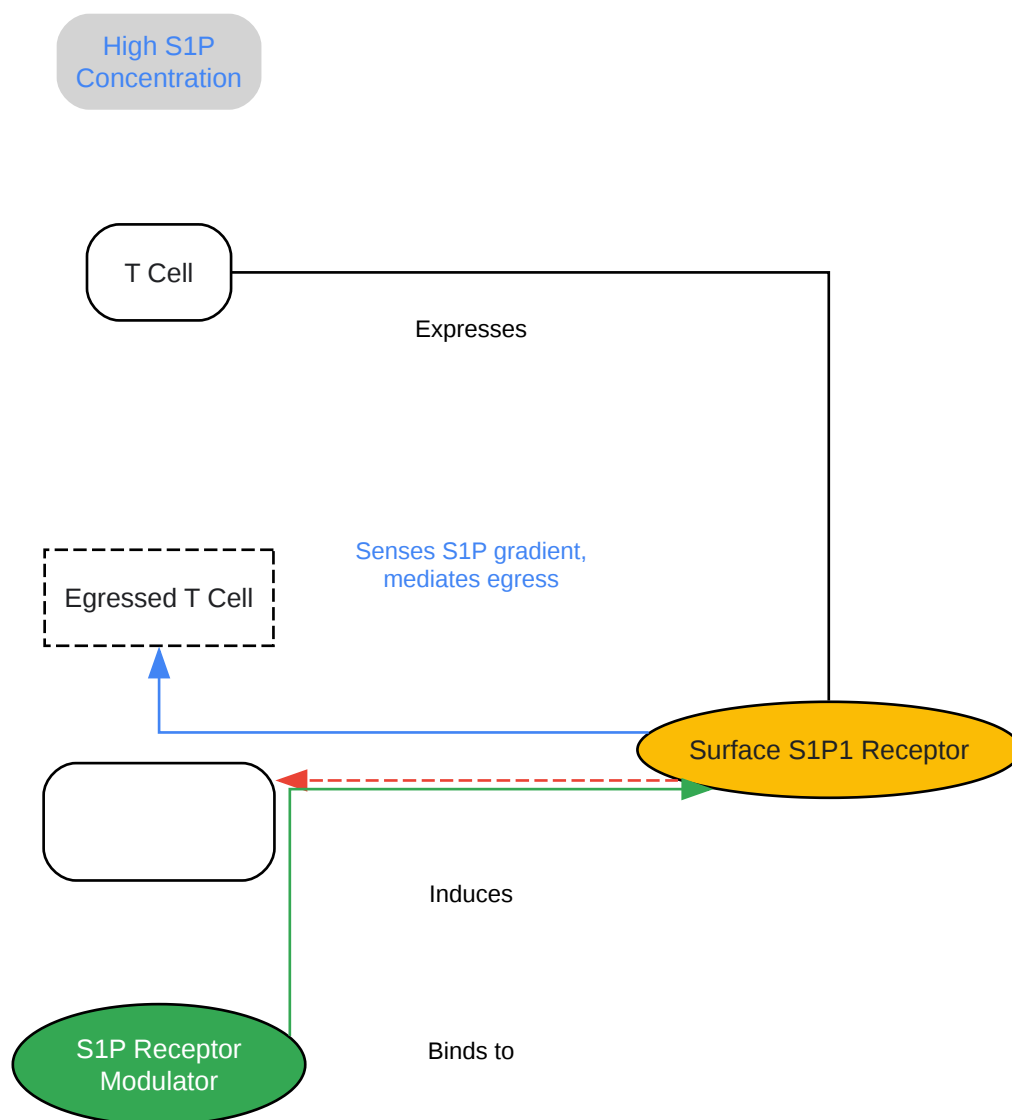 High S1P
Concentration
T Cell
Expresses
Senses S1P gradient,
mediates egress
Egressed T Cell
Surface S1P1 Receptor
Induces
S1P Receptor
Modulator
Binds to